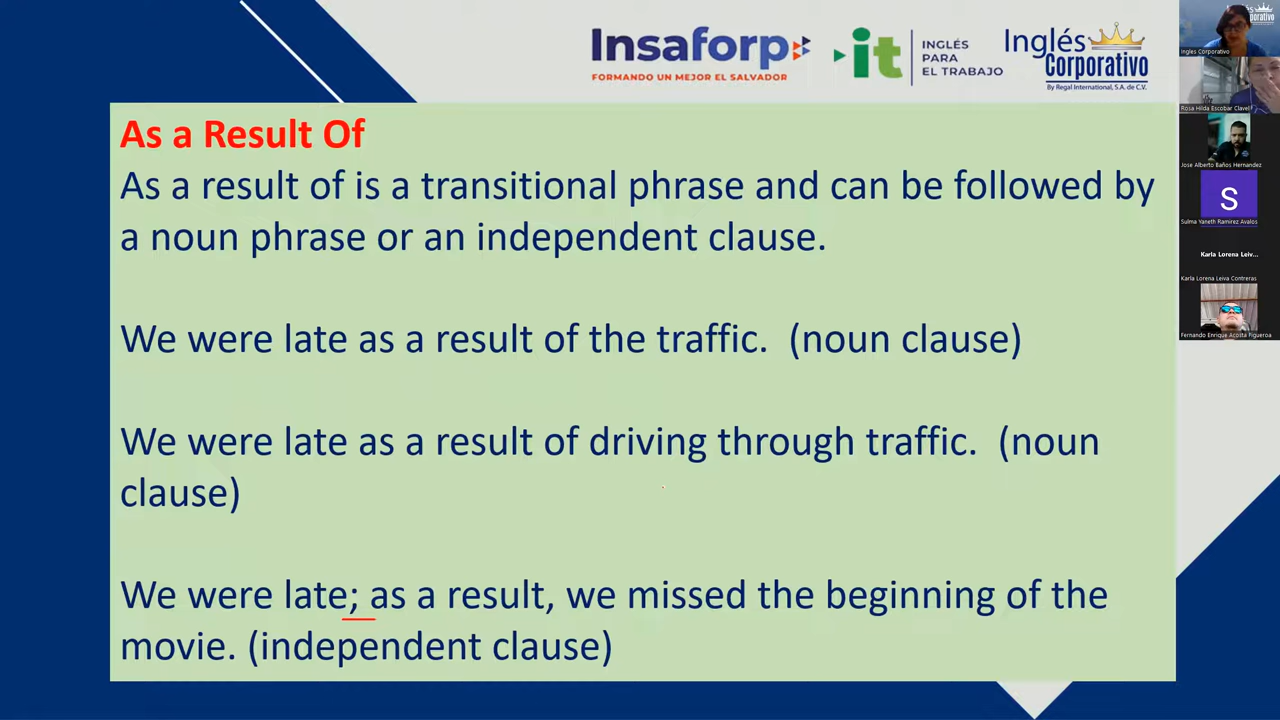 Insaforp
FORMANDO UN MEJOR EL SALVADOR
it
INGLÉS
PARA
EL TRABAJO
Inglés
Corporativo
By Regal International, S.A. de C.V.
As a Result Of
As a result of is a transitional phrase and can be followed by
a noun phrase or an independent clause.
We were late as a result of the traffic. (noun clause)
We were late as a result of driving through traffic. (noun
clause)
We were late; as a result, we missed the beginning of the
movie. (independent clause)
Ingles Corporativo
Rosa Hilda Escobar Clavel
Jose Alberto Baños Hernandez
S
Sulma Yaneth Ramirez Avalos
Karla Lorena Leiv...
Karla Lorena Leiva Contreras
Fernando Enrique Acosta Figueroa